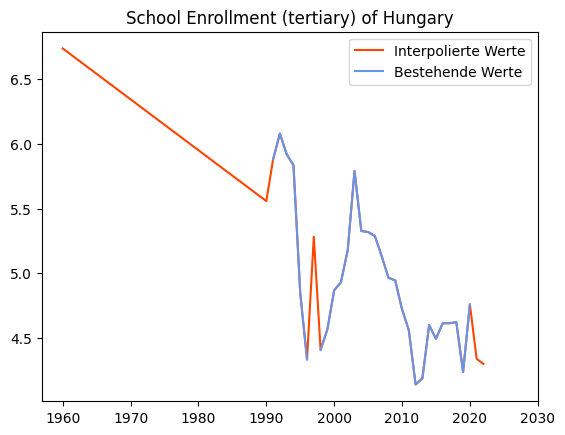 School Enrollment (tertiary) of Hungary
Interpolierte Werte
Bestehende Werte
6.5
6.0
5.5
5.0
4.5
1960 1970 1980 1990 2000 2010 2020 2030